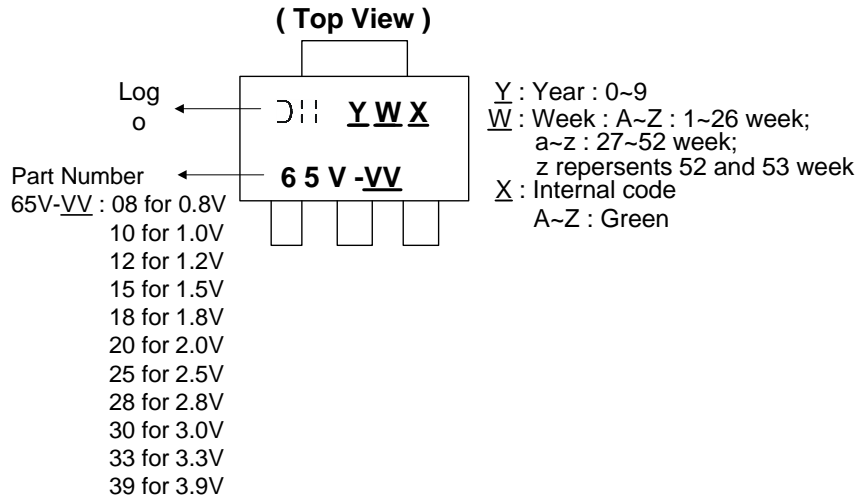 ( Top View )
Log
o
Y W X
6 5 V -VV
Y : Year : 0~9
W : Week : A~Z : 1~26 week;
a~z : 27~52 week;
z repersents 52 and 53 week
X : Internal code
A~Z : Green
Part Number
65V-VV : 08 for 0.8V
10 for 1.0V
12 for 1.2V
15 for 1.5V
18 for 1.8V
20 for 2.0V
25 for 2.5V
28 for 2.8V
30 for 3.0V
33 for 3.3V
39 for 3.9V